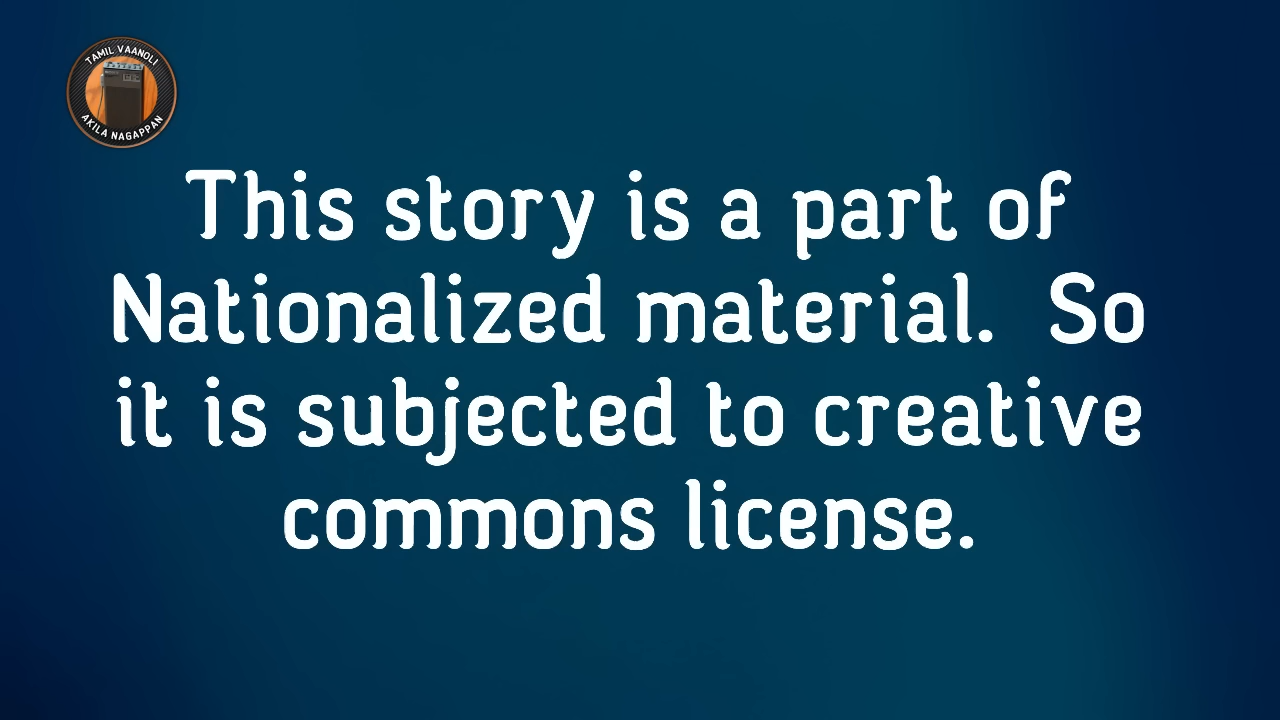 TAMIL VAANOLI
AKILA NAGAPPAN
This story is a part of
Nationalized material.  So
it is subjected to creative
commons license.